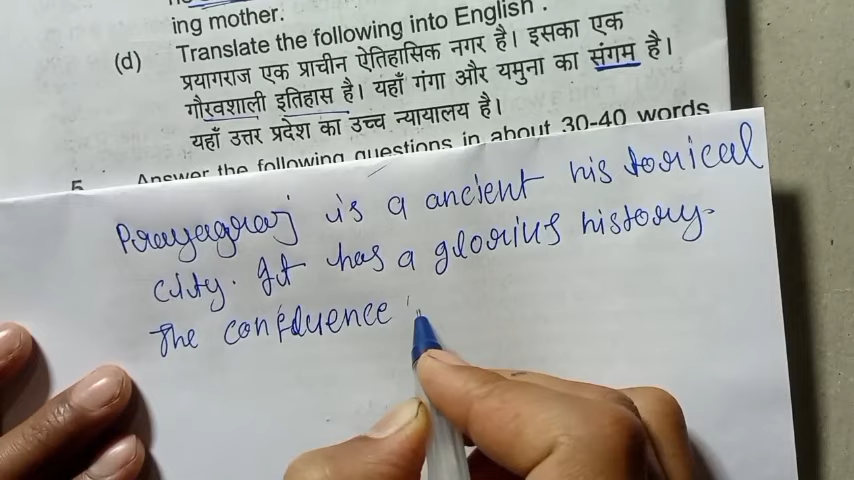 ing mother.
(d) Translate the following into English :
प्रयागराज एक प्राचीन ऐतिहासिक नगर है। इसका एक
गौरवशाली इतिहास है। यहाँ गंगा और यमुना का संगम है।
यहाँ उत्तर प्रदेश का उच्च न्यायालय है।
5 Answer the following questions in about 30-40 words
Prayagraj is a ancient historical
city. It has a glorius history.
The confluence